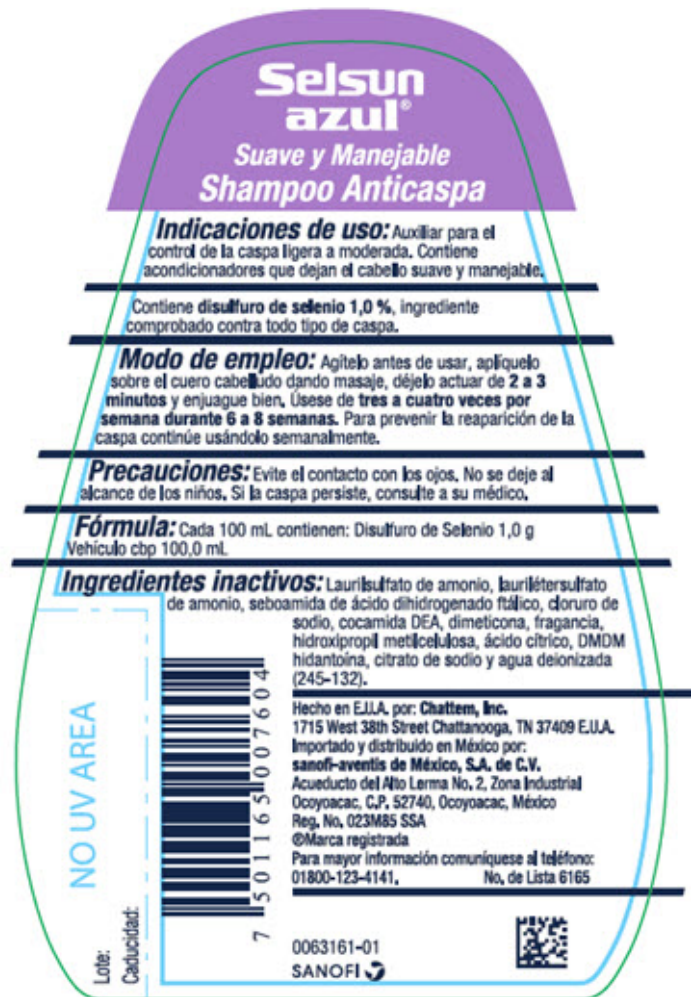 Selsun
azul®
Suave y Manejable
Shampoo Anticaspa
Indicaciones de uso: Auxiliar para el
control de la caspa ligera a moderada. Contiene
acondicionadores que dejan el cabello suave y manejable.
Contiene disulfuro de selenio 1,0 %, ingrediente
comprobado contra todo tipo de caspa.
Modo de empleo: Agítelo antes de usar, aplíquelo
sobre el cuero cabelludo dando masaje, déjelo actuar de 2 a 3
minutos y enjuague bien. Úsese de tres a cuatro veces por
semana durante 6 a 8 semanas. Para prevenir la reaparición de la
caspa continúe usándolo semanalmente.
Precauciones: Evite el contacto con los ojos. No se deje al
alcance de los niños. Si la caspa persiste, consulte a su médico.
Fórmula: Cada 100 mL contienen: Disulfuro de Selenio 1,0 g
Vehículo cbp 100,0 mL
Ingredientes inactivos: Laurilsulfato de amonio, laurilétersulfato
de amonio, seboamida de ácido dihidrogenado ftálico, cloruro de
sodio, cocamida DEA, dimeticona, fragancia,
hidroxipropil metilcelulosa, ácido cítrico, DMDM
hidantoína, citrato de sodio y agua deionizada
(245-132).
Hecho en E.U.A. por: Chattem, Inc.
1715 West 38th Street Chattanooga, TN 37409 E.U.A.
Importado y distribuido en México por:
sanofi-aventis de México, S.A. de C.V.
Acueducto del Alto Lerma No. 2, Zona Industrial
Ocoyoacac, C.P. 52740, Ocoyoacac, México
Reg. No. 023M85 SSA
®Marca registrada
Para mayor información comuníquese al teléfono:
01800-123-4141. No. de Lista 6165
0063161-01
SANOFI
7 501165 007604
NO UV AREA
Lote:
Caducidad: